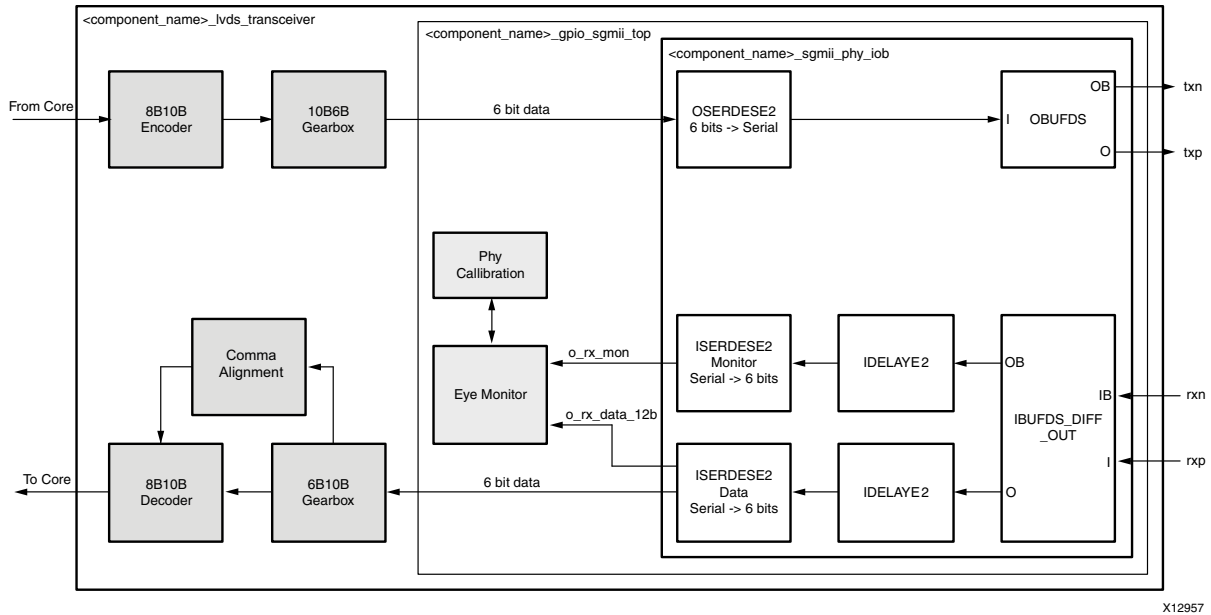 <component_name>_lvds_transceiver
<component_name>_gpio_sgmii_top
<component_name>_sgmii_phy_iob
From Core
8B10B
Encoder
10B6B
Gearbox
6 bit data
OSERDESE2
6 bits -> Serial
I
OBUFDS
OB
O
txn
txp
Phy
Callibration
Eye Monitor
o_rx_mon
o_rx_data_12b
ISERDESE2
Monitor
Serial -> 6 bits
IDELAYE2
OB
IB
IBUFDS_DIFF
_OUT
I
O
rxn
rxp
Comma
Alignment
To Core
8B10B
Decoder
6B10B
Gearbox
6 bit data
ISERDESE2
Data
Serial -> 6 bits
IDELAYE2
X12957